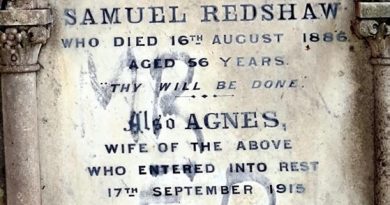 SAMUEL REDSHAW
WHO DIED 16TH AUGUST 1886
AGED 56 YEARS.
"THY WILL BE DONE"
Also AGNES,
WIFE OF THE ABOVE
WHO ENTERED INTO REST
17TH SEPTEMBER 1915